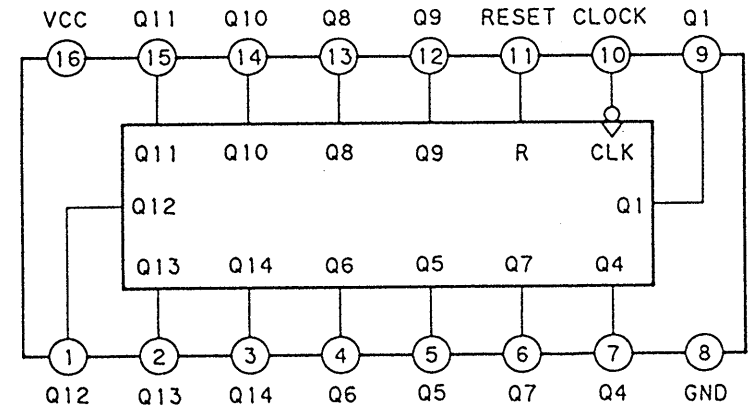 VCC Q11 Q10 Q8 Q9 RESET CLOCK Q1
16 15 14 13 12 11 10 9
Q11 Q10 Q8 Q9 R CLK
Q12 Q1
Q13 Q14 Q6 Q5 Q7 Q4
1 2 3 4 5 6 7 8
Q12 Q13 Q14 Q6 Q5 Q7 Q4 GND